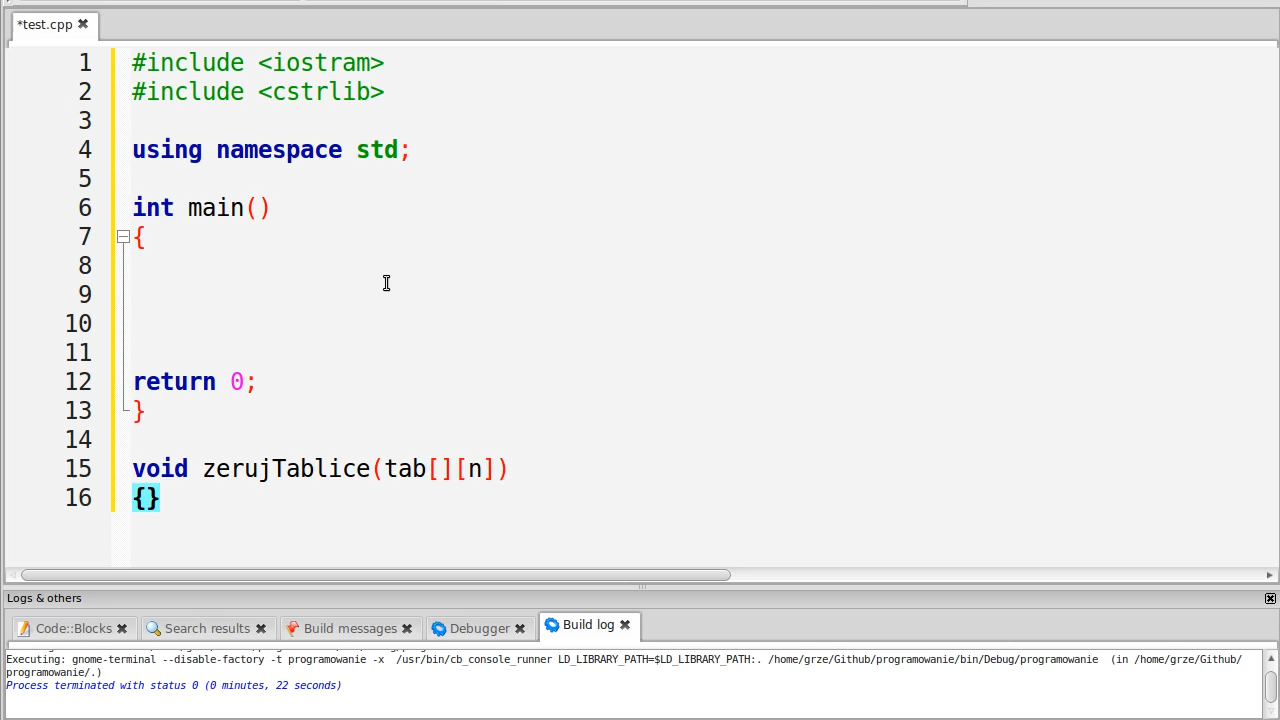 *test.cpp
1 #include <iostram>
2 #include <cstrlib>
3
4 using namespace std;
5
6 int main()
7 {
8
9
10
11
12 return 0;
13 }
14
15 void zerujTablice(tab[][n])
16 {}
Logs & others
Code::Blocks Search results Build messages Debugger Build log
Executing: gnome-terminal --disable-factory -t programowanie -x /usr/bin/cb_console_runner LD_LIBRARY_PATH=$LD_LIBRARY_PATH:. /home/grze/Github/programowanie/bin/Debug/programowanie (in /home/grze/Github/
programowanie/.)
Process terminated with status 0 (0 minutes, 22 seconds)